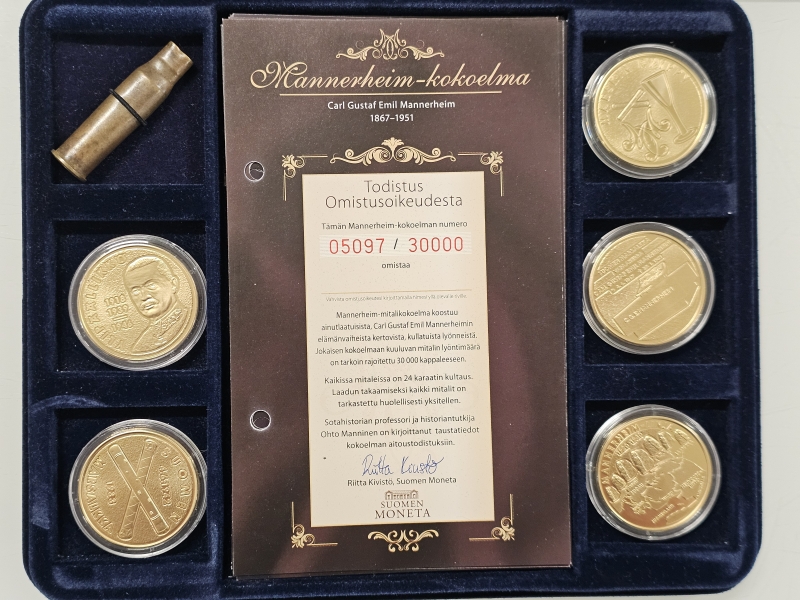 Mannerheim-kokoelma
Carl Gustaf Emil Mannerheim
1867–1951
Todistus
Omistusoikeudesta
Tämän Mannerheim-kokoelman numero
05097 / 30000
omistaa
Mannerheim-mitalikokoelma koostuu
ainutlaatuisista, Carl Gustaf Emil Mannerheimin
elämänvaiheista kertovista, kullatuista lyönneistä.
Jokaisen kokoelmaan kuuluvan mitalin lyöntimäärä
on tarkoin rajoitettu 30 000 kappaleeseen.
Kaikissa mitaleissa on 24 karaatin kultaus.
Laadun takaamiseksi kaikki mitalit on
tarkastettu huolellisesti yksitellen.
Sotahistorian professori ja historiantutkija
Ohto Manninen on kirjoittanut taustatiedot
kokoelman aitoustodistuksiin.
Riitta Kivistö
Riitta Kivistö, Suomen Moneta
SUOMEN
MONETA